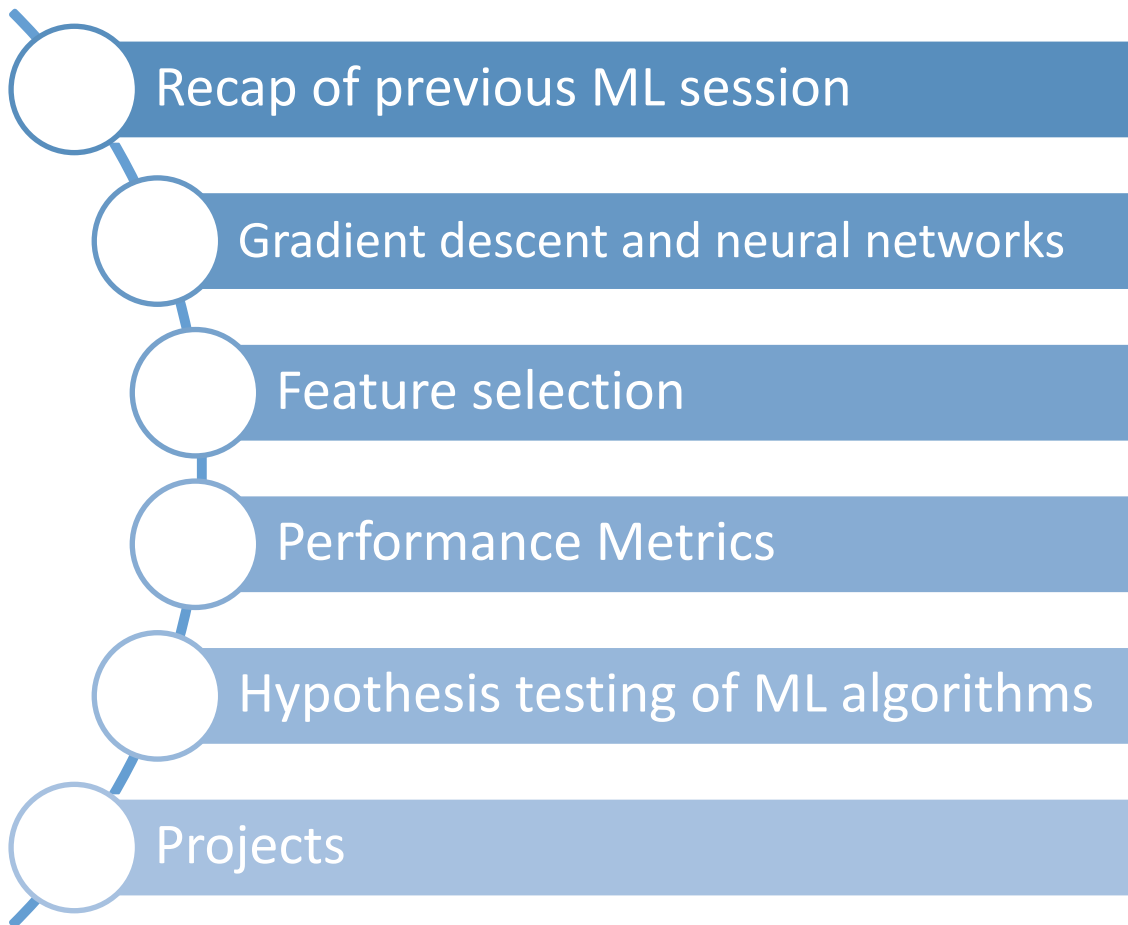 Recap of previous ML session
Gradient descent and neural networks
Feature selection
Performance Metrics
Hypothesis testing of ML algorithms
Projects